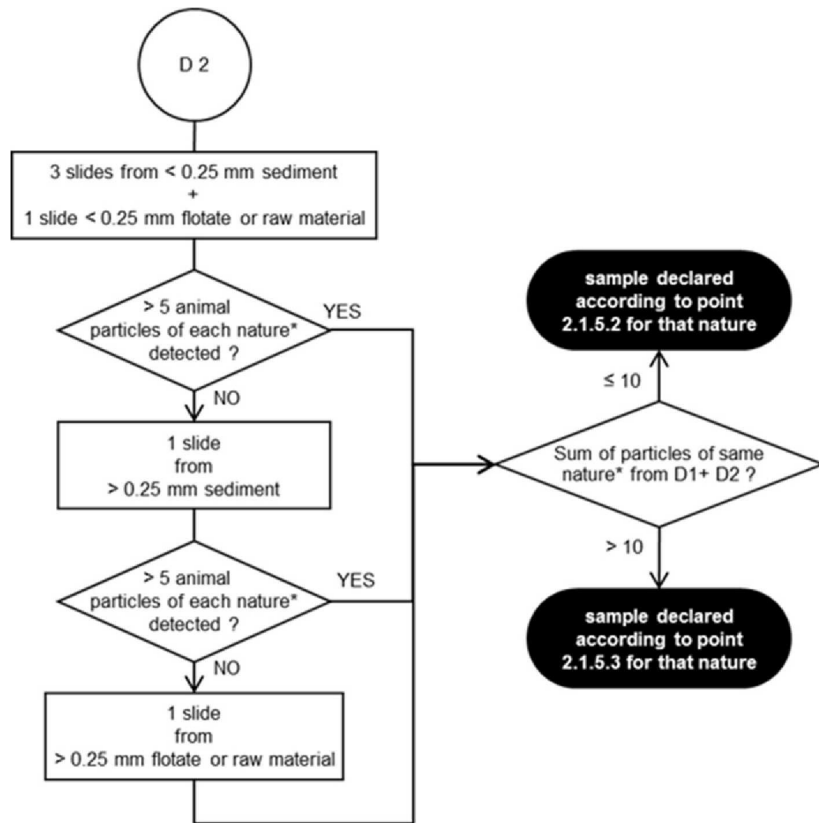 D 2
3 slides from < 0.25 mm sediment
+
1 slide < 0.25 mm flotate or raw material
> 5 animal
particles of each nature*
detected ?
YES
NO
1 slide
from
> 0.25 mm sediment
> 5 animal
particles of each nature*
detected ?
YES
NO
1 slide
from
> 0.25 mm flotate or raw material
sample declared
according to point
2.1.5.2 for that nature
≤ 10
Sum of particles of same
nature* from D1+ D2 ?
> 10
sample declared
according to point
2.1.5.3 for that nature